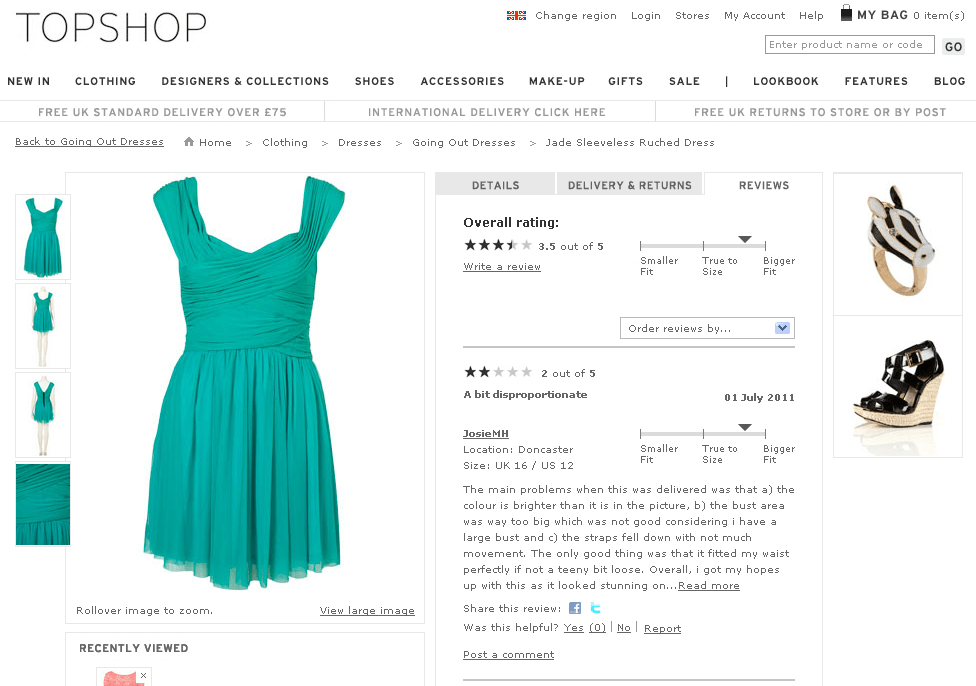 TOPSHOP
Change region Login Stores My Account Help MY BAG 0 item(s)
Enter product name or code GO
NEW IN CLOTHING DESIGNERS & COLLECTIONS SHOES ACCESSORIES MAKE-UP GIFTS SALE | LOOKBOOK FEATURES BLOG
FREE UK STANDARD DELIVERY OVER £75 INTERNATIONAL DELIVERY CLICK HERE FREE UK RETURNS TO STORE OR BY POST
Back to Going Out Dresses Home > Clothing > Dresses > Going Out Dresses > Jade Sleeveless Ruched Dress
DETAILS DELIVERY & RETURNS REVIEWS
Overall rating:
3.5 out of 5
Write a review
Smaller Fit True to Size Bigger Fit
Order reviews by...
2 out of 5
A bit disproportionate
01 July 2011
JosieMH
Location: Doncaster
Size: UK 16 / US 12
Smaller Fit True to Size Bigger Fit
The main problems when this was delivered was that a) the
colour is brighter than it is in the picture, b) the bust area
was way too big which was not good considering i have a
large bust and c) the straps fell down with not much
movement. The only good thing was that it fitted my waist
perfectly if not a teeny bit loose. Overall, i got my hopes
up with this as it looked stunning on...Read more
Share this review:
Was this helpful? Yes (0) | No | Report
Post a comment
Rollover image to zoom. View large image
RECENTLY VIEWED